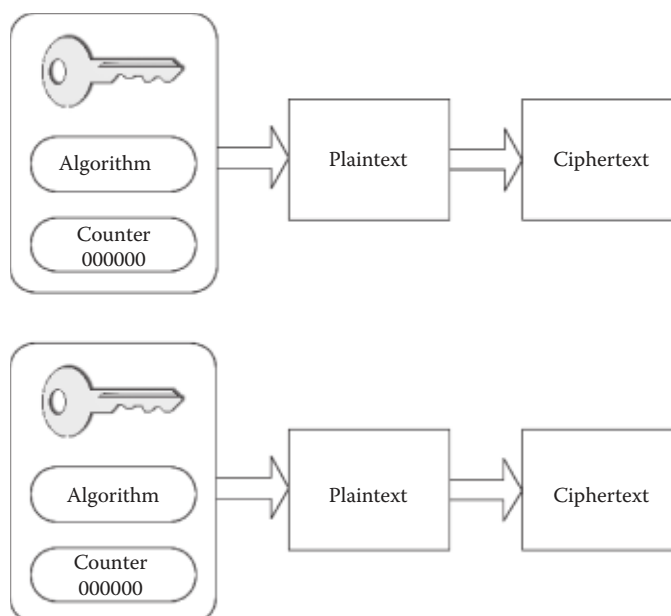 Algorithm
Counter
000000
Plaintext
Ciphertext
Algorithm
Counter
000000
Plaintext
Ciphertext